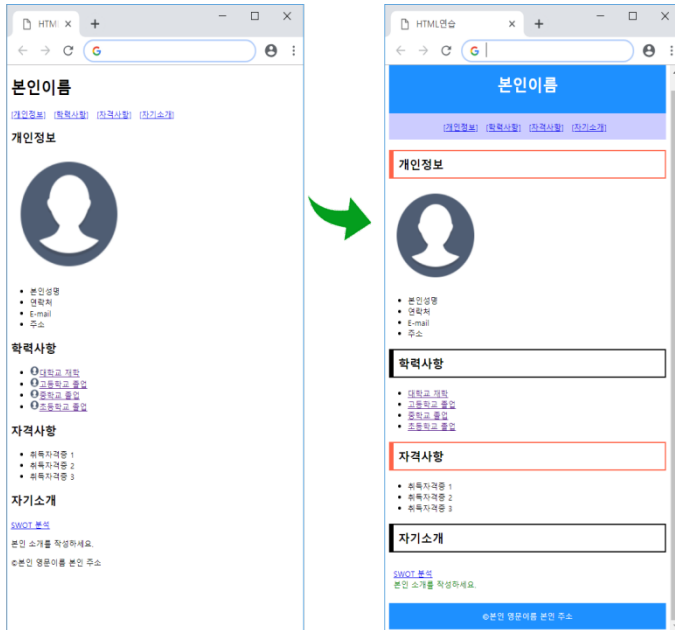 HTMl
본인이름
[개인정보] [학력사항] [자격사항] [자기소개]
개인정보
본인성명
연락처
E-mail
주소
학력사항
대학교 재학
고등학교 졸업
중학교 졸업
초등학교 졸업
자격사항
취득자격증 1
취득자격증 2
취득자격증 3
자기소개
SWOT 분석
본인 소개를 작성하세요.
©본인 영문이름 본인 주소
HTML연습
본인이름
[개인정보] [학력사항] [자격사항] [자기소개]
개인정보
본인성명
연락처
E-mail
주소
학력사항
대학교 재학
고등학교 졸업
중학교 졸업
초등학교 졸업
자격사항
취득자격증 1
취득자격증 2
취득자격증 3
자기소개
SWOT 분석
본인 소개를 작성하세요.
©본인 영문이름 본인 주소